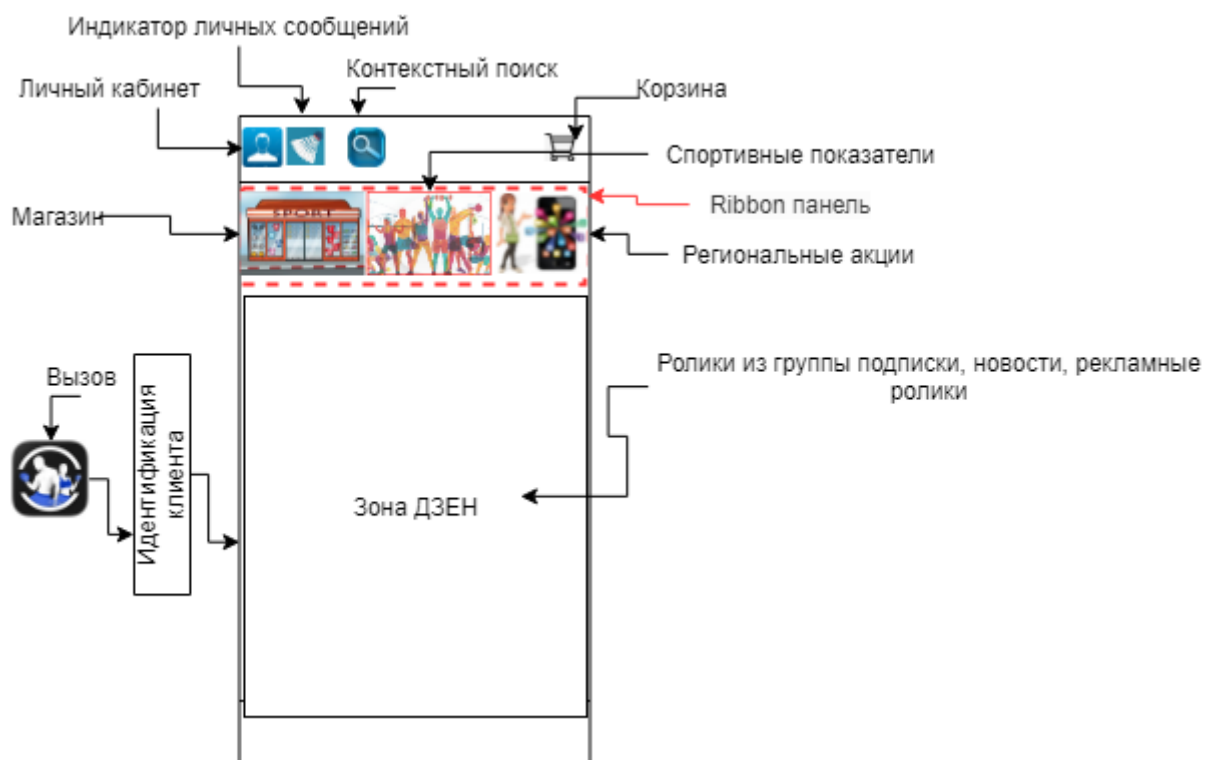 Индикатор личных сообщений
Контекстный поиск
Личный кабинет
Корзина
Спортивные показатели
Ribbon панель
Магазин
SPORT
Региональные акции
Ролики из группы подписки, новости, рекламные
ролики
Вызов
Идентификация
клиента
Зона ДЗЕН